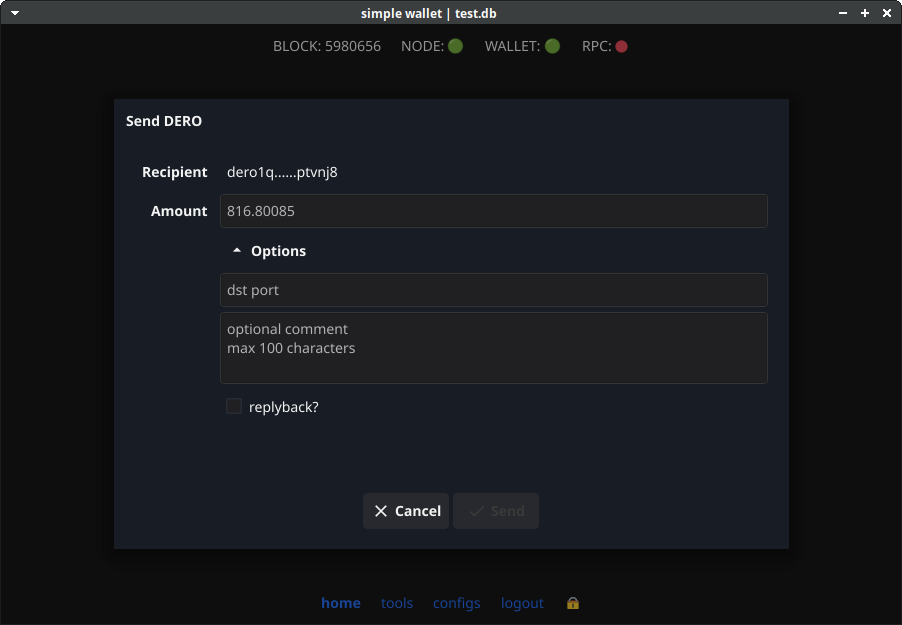 simple wallet | test.db
BLOCK: 5980656 NODE: WALLET: RPC:
Send DERO
Recipient dero1q......ptvnj8
Amount 816.80085
Options
dst port
optional comment
max 100 characters
replyback?
Cancel Send
home tools configs logout